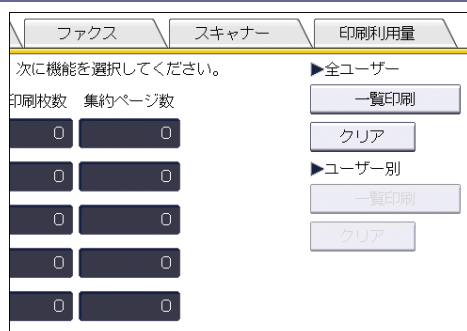 ファクス スキャナー 印刷利用量
次に機能を選択してください。 ▶全ユーザー
印刷枚数 集約ページ数 一覧印刷
0 0 クリア
0 0 ▶ユーザー別
一覧印刷
0 0 クリア
0 0
0 0